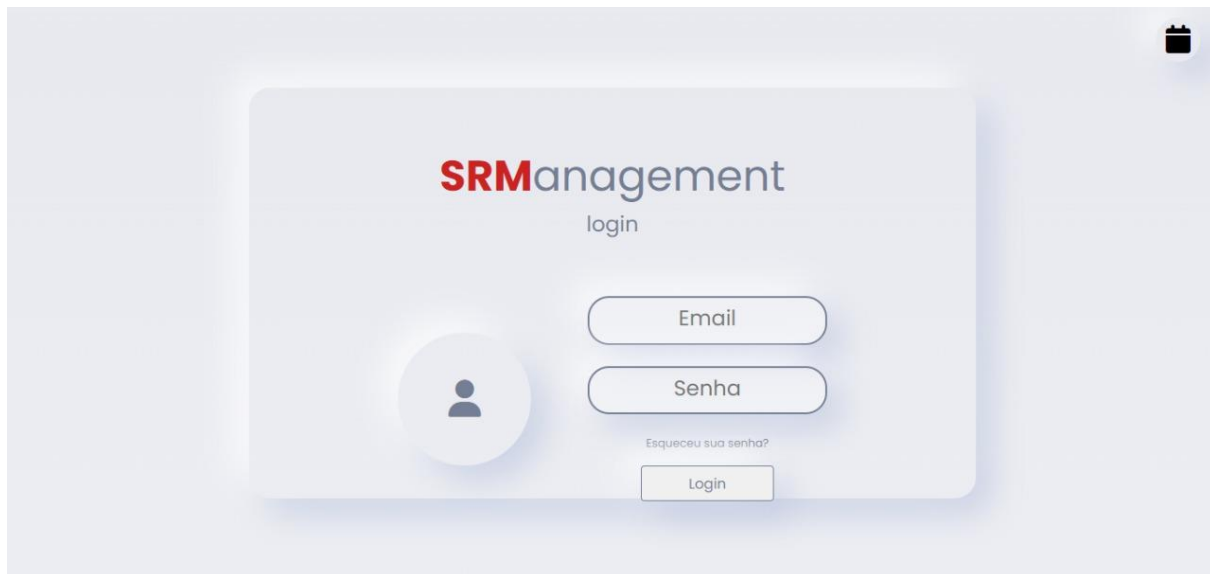 SRManagement
login
Email
Senha
Esqueceu sua senha?
Login